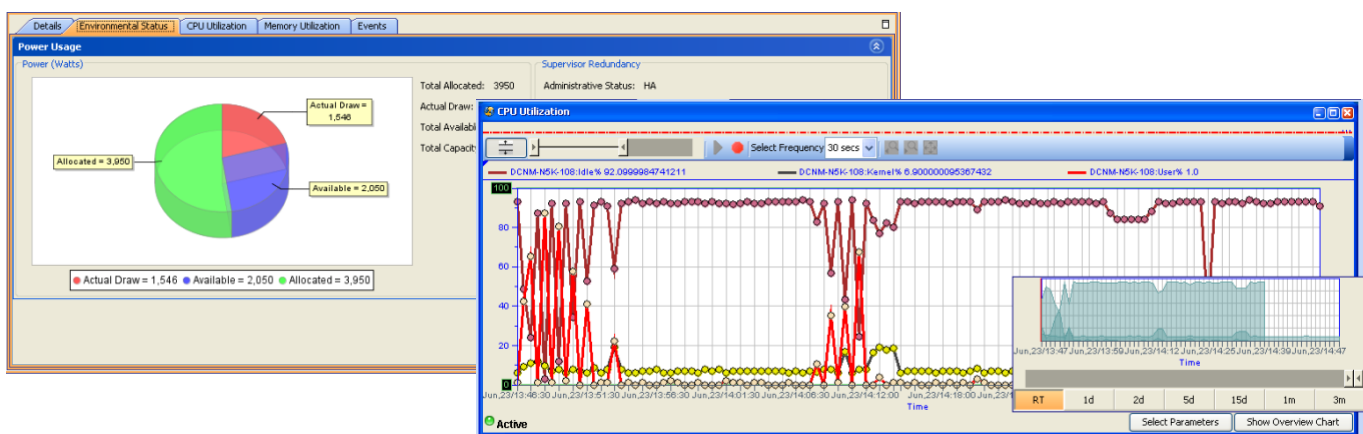 Details Environmental Status CPU Utilization Memory Utilization Events
Power Usage
Power (Watts)
Actual Draw = 1,546
Allocated = 3,950
Available = 2,050
Actual Draw = 1,546 Available = 2,050 Allocated = 3,950
Total Allocated: 3950
Actual Draw:
Total
Total
Supervisor Redundancy
Administrative Status: HA
CPU Utilization
Select Frequency 30 secs
DCNM-N5K-108:Idle% 92.0999984741211 DCNM-N5K-108:Kernel% 6.900000095367432 DCNM-N5K-108:User% 1.0
100
80
60
40
20
0
Jun,23/13:46:30 Jun,23/13:51:30 Jun,23/13:56:30 Jun,23/14:01:30 Jun,23/14:06:30 Jun,23/14:12:00 Jun,23/14:18:00
Time
Active
Jun,23/13:47 Jun,23/13:59 Jun,23/14:12 Jun,23/14:25 Jun,23/14:39 Jun,23/14:47
Time
RT 1d 2d 5d 15d 1m 3m
Select Parameters Show Overview Chart